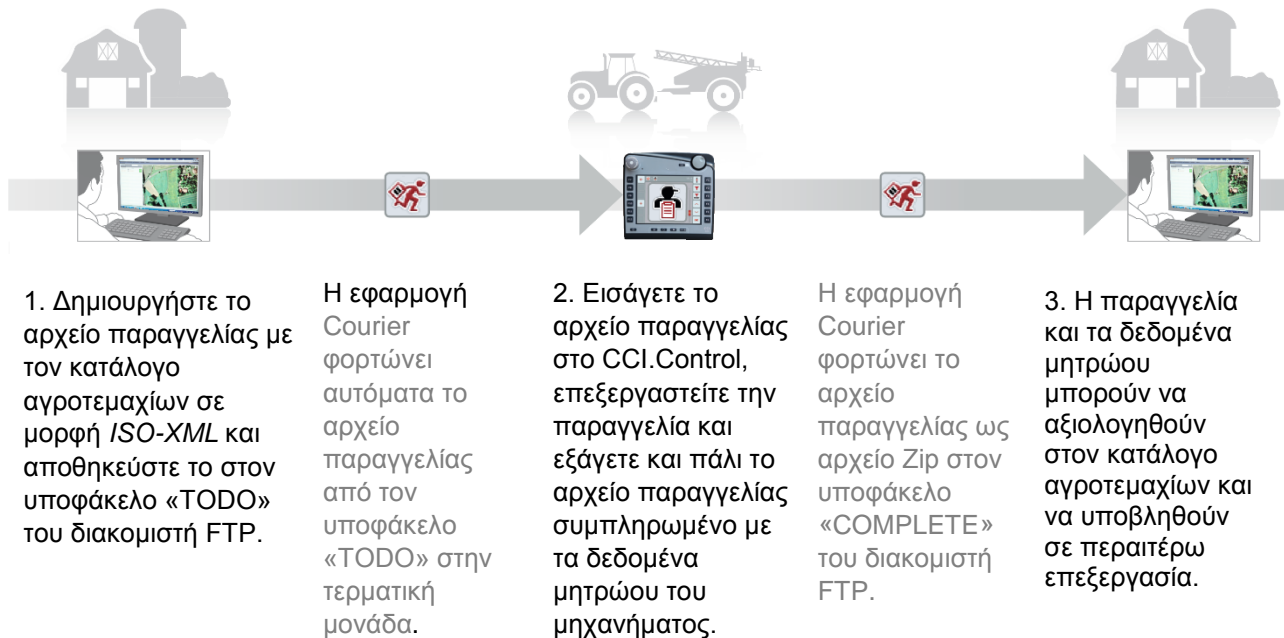 1. Δημιουργήστε το
αρχείο παραγγελίας με
τον κατάλογο
αγροτεμαχίων σε
μορφή ISO-XML και
αποθηκεύστε το στον
υποφάκελο «TODO»
του διακομιστή FTP.
Η εφαρμογή
Courier
φορτώνει
αυτόματα το
αρχείο
παραγγελίας
από τον
υποφάκελο
«TODO» στην
τερματική
μονάδα.
2. Εισάγετε το
αρχείο παραγγελίας
στο CCI.Control,
επεξεργαστείτε την
παραγγελία και
εξάγετε και πάλι το
αρχείο παραγγελίας
συμπληρωμένο με
τα δεδομένα
μητρώου του
μηχανήματος.
Η εφαρμογή
Courier
φορτώνει το
αρχείο
παραγγελίας ως
αρχείο Zip στον
υποφάκελο
«COMPLETE»
του διακομιστή
FTP.
3. Η παραγγελία
και τα δεδομένα
μητρώου
μπορούν να
αξιολογηθούν
στον κατάλογο
αγροτεμαχίων και
να υποβληθούν
σε περαιτέρω
επεξεργασία.